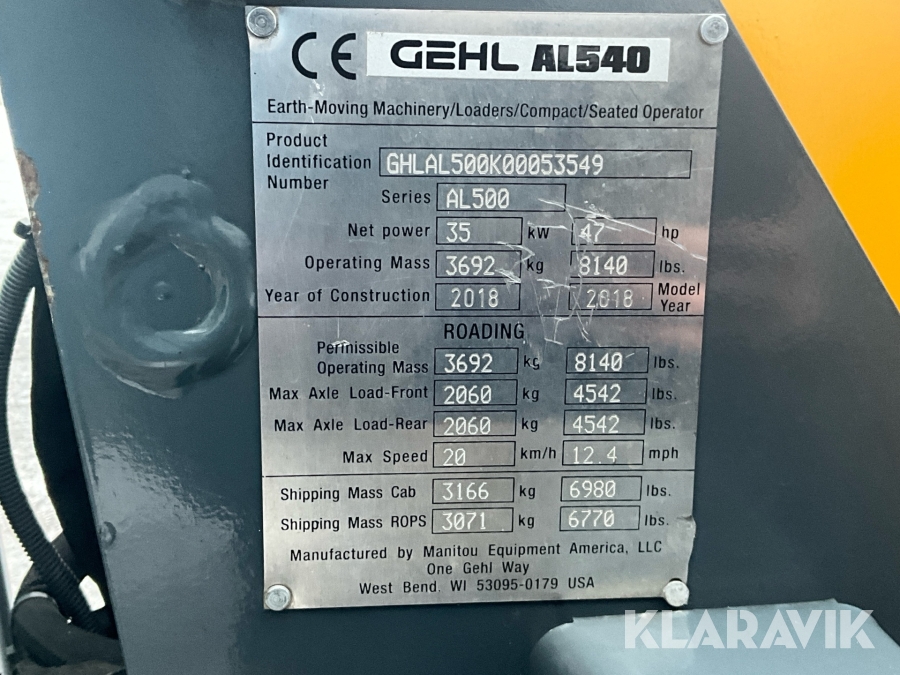 CE GEHL AL540
Earth-Moving Machinery/Loaders/Compact/Seated Operator
Product
Identification GHLAL500K00053549
Number
Series AL500
Net power 35 kw 47 hp
Operating Mass 3692 kg 8140 lbs.
Year of Construction 2018 2018 Model Year
ROADING
Permissible
Operating Mass 3692 kg 8140 lbs.
Max Axle Load-Front 2060 kg 4542 lbs.
Max Axle Load-Rear 2060 kg 4542 lbs.
Max Speed 20 km/h 12.4 mph
Shipping Mass Cab 3166 kg 6980 lbs.
Shipping Mass ROPS 3071 kg 6770 lbs.
Manufactured by Manitou Equipment America, LLC
One Gehl Way
West Bend. WI 53095-0179 USA
KLARAVIK